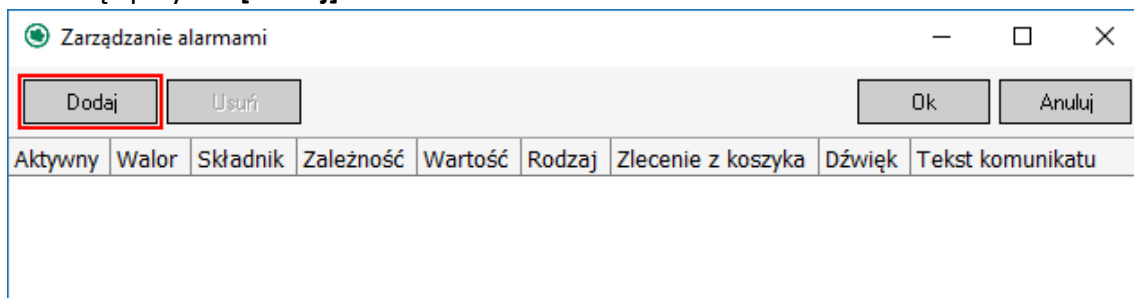 Zarządzanie alarmami
Dodaj Usuń Ok Anuluj
Aktywny Walor Składnik Zależność Wartość Rodzaj Zlecenie z koszyka Dźwięk Tekst komunikatu